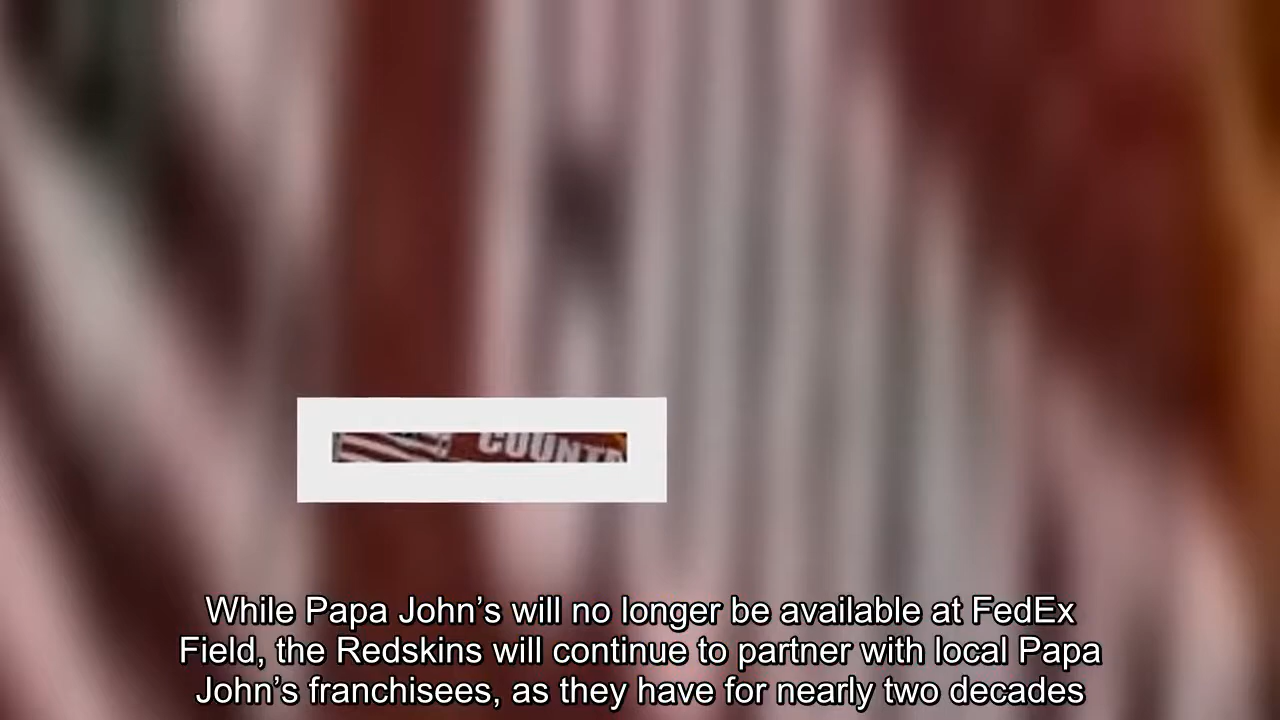 COUNTR
While Papa John’s will no longer be available at FedEx
Field, the Redskins will continue to partner with local Papa
John’s franchisees, as they have for nearly two decades